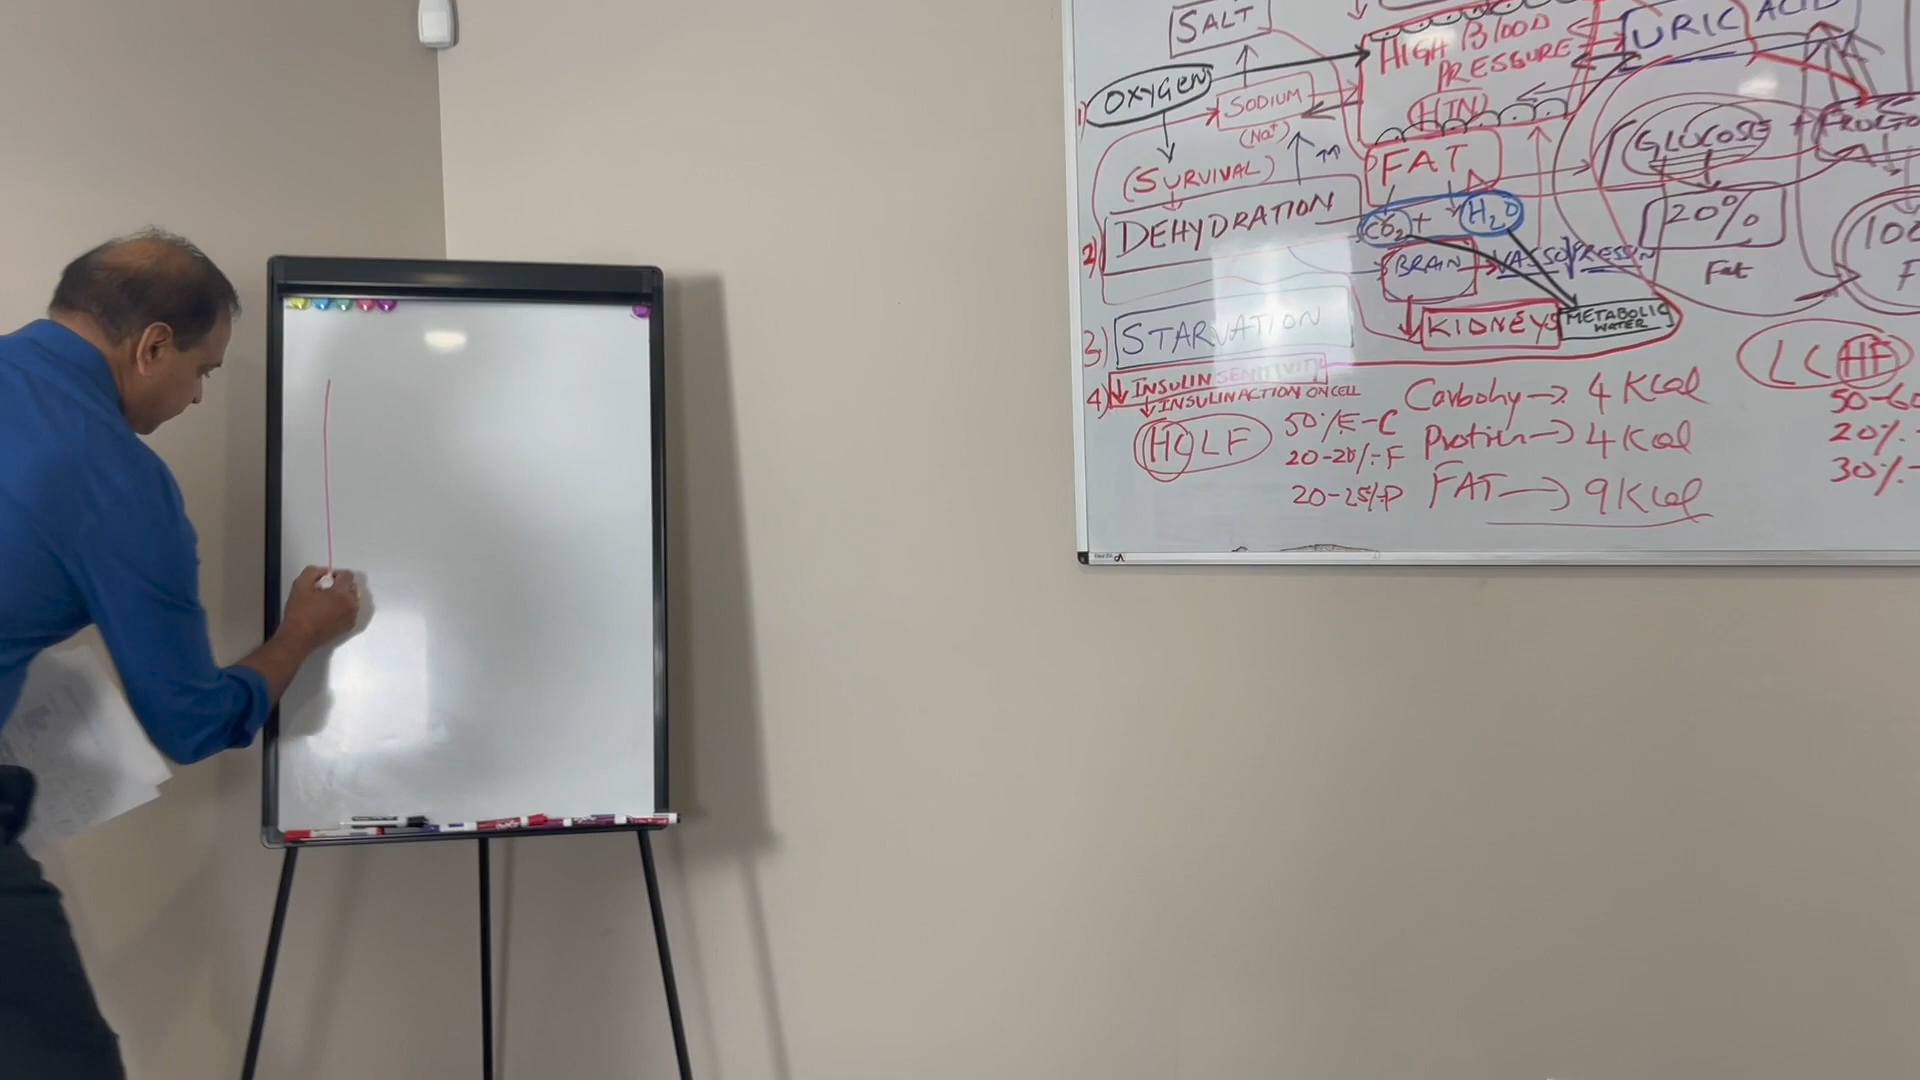 SALT
HIGH BLOOD
PRESSURE
(HTN)
URIC ACID
OXYGEN
1)
SODIUM
(Na+)
(SURVIVAL)
↑↑
FAT
GLUCOSE +
20%
Fat
2) DEHYDRATION
CO2 + H2O
BRAIN → VASSOPRESSIN
KIDNEYS
METABOLIC
WATER
3) STARVATION
4) ↓ INSULIN SENSITIVITY
↓ INSULIN ACTION ON CELL
HCLF
50%E-C
20-25%-F
20-25%-P
Carbohy → 4 Kcal
Protien → 4 Kcal
FAT → 9 Kcal
LCHF
20%-
30%-